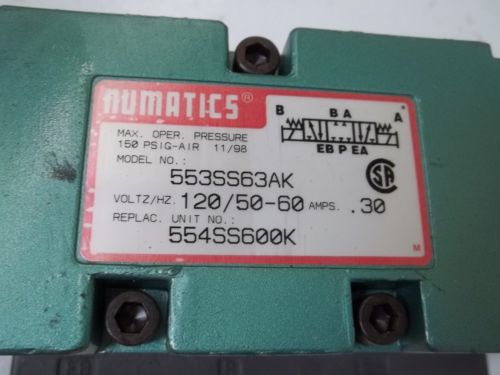 numatics®
MAX. OPER. PRESSURE
150 PSIG-AIR 11/98
MODEL NO.:
553SS63AK
VOLTZ/HZ. 120/50-60 AMPS. .30
REPLAC. UNIT NO.:
554SS600K
B B A A
EB P EA
SA
M